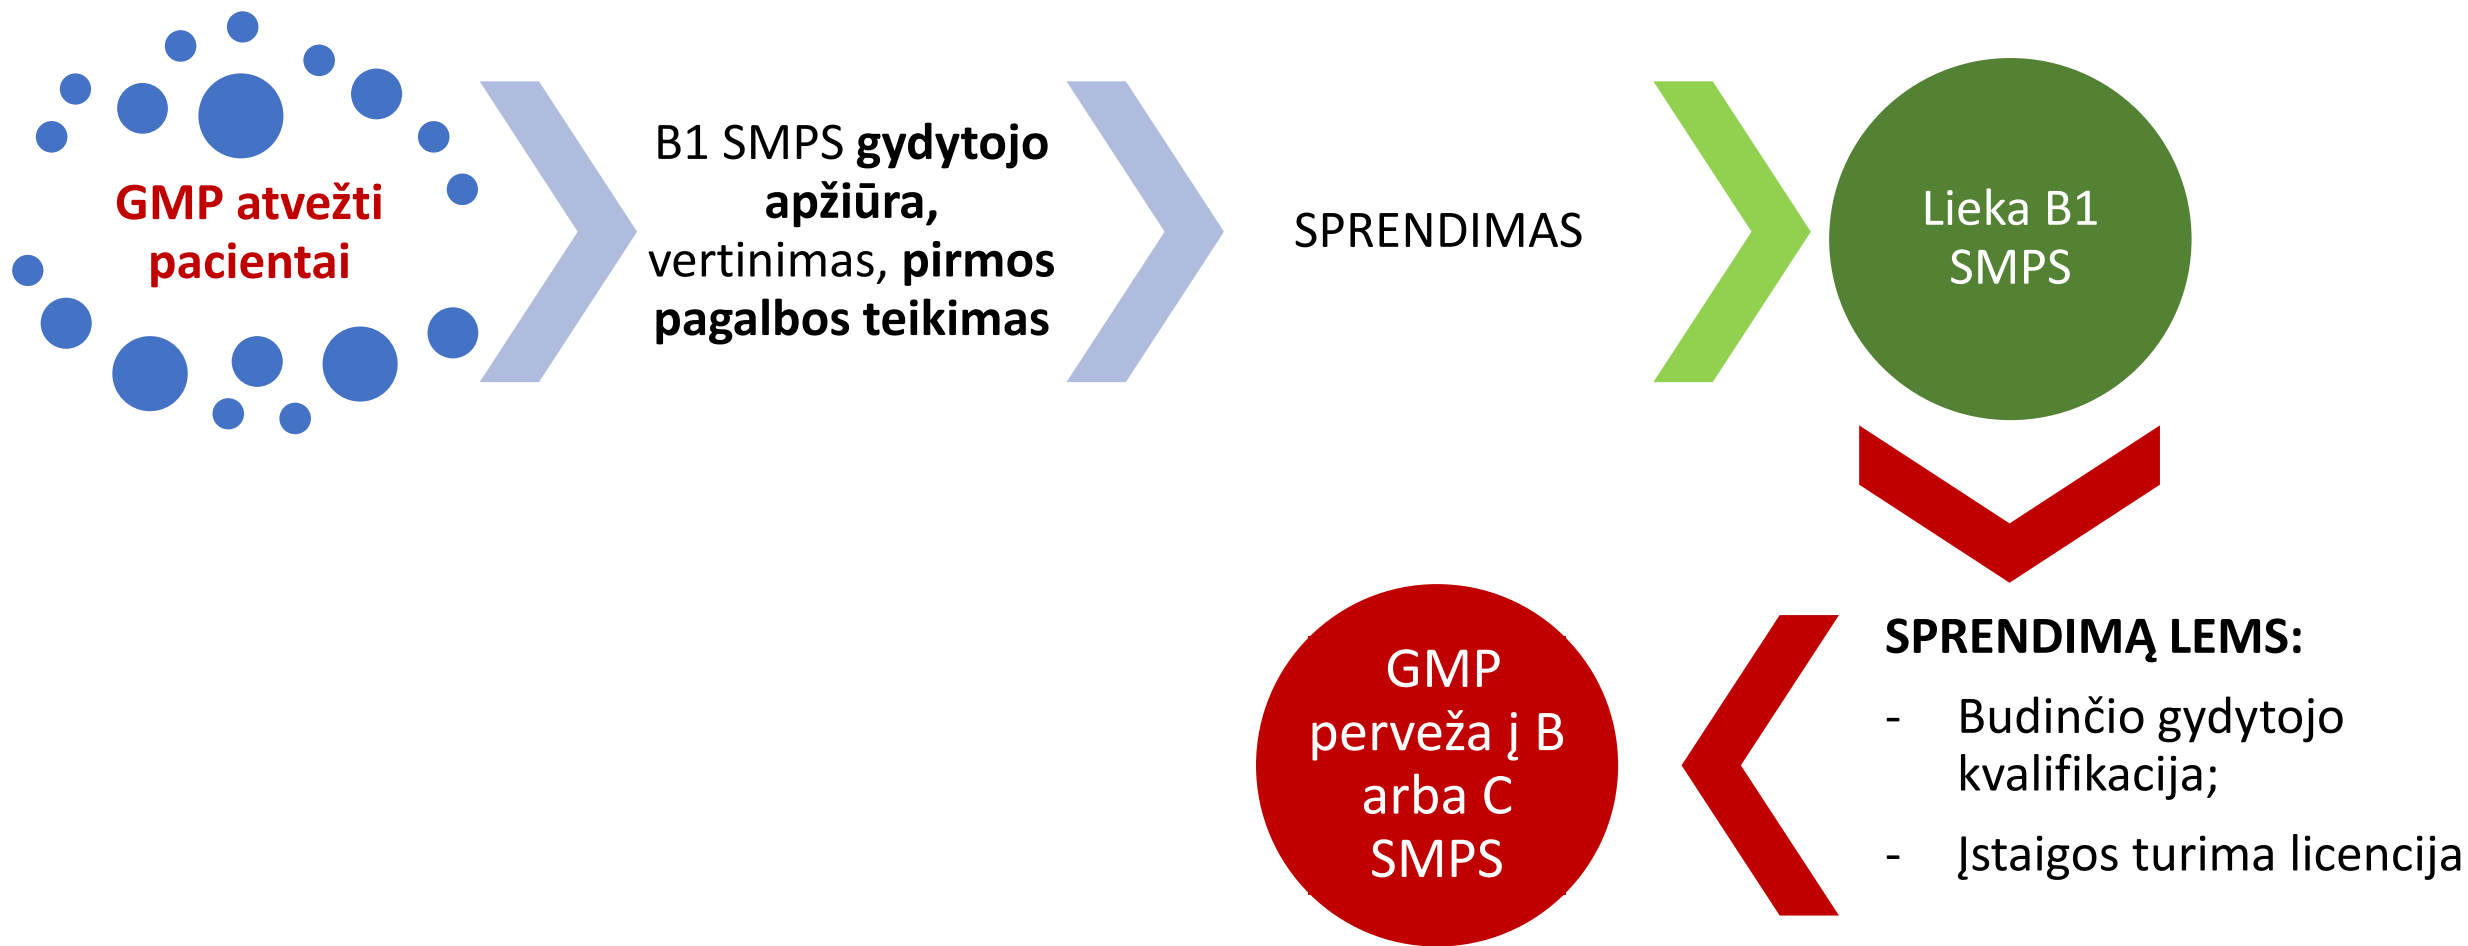 GMP atvežti
pacientai
B1 SMPS gydytojo
apžiūra,
vertinimas, pirmos
pagalbos teikimas
SPRENDIMAS
Lieka B1
SMPS
SPRENDIMĄ LEMS:
- Budinčio gydytojo
kvalifikacija;
- Įstaigos turima licencija
GMP
perveža į B
arba C
SMPS